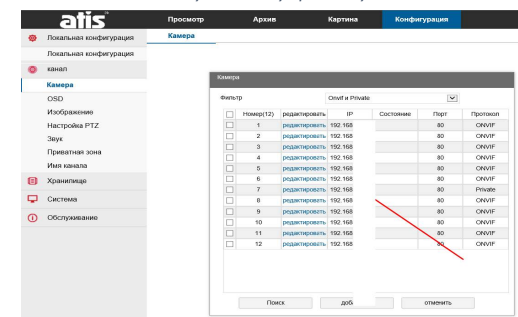 atis
Просмотр Архив Картина Конфигурация
Локальная конфигурация
Камера
Локальная конфигурация
канал
Камера
OSD
Изображение
Настройка PTZ
Звук
Приватная зона
Имя канала
Хранилище
Система
Обслуживание
Камера
Фильтр Onvif и Private
Номер(12) редактировать IP Состояние Порт Протокол
1 редактировать 192.168 80 ONVIF
2 редактировать 192.168 80 ONVIF
3 редактировать 192.168 80 ONVIF
4 редактировать 192.168 80 ONVIF
5 редактировать 192.168 80 ONVIF
6 редактировать 192.168 80 ONVIF
7 редактировать 192.168 80 Private
8 редактировать 192.168 80 ONVIF
9 редактировать 192.168 80 ONVIF
10 редактировать 192.168 80 ONVIF
11 редактировать 192.168 80 ONVIF
12 редактировать 192.168 80 ONVIF
Поиск отменить